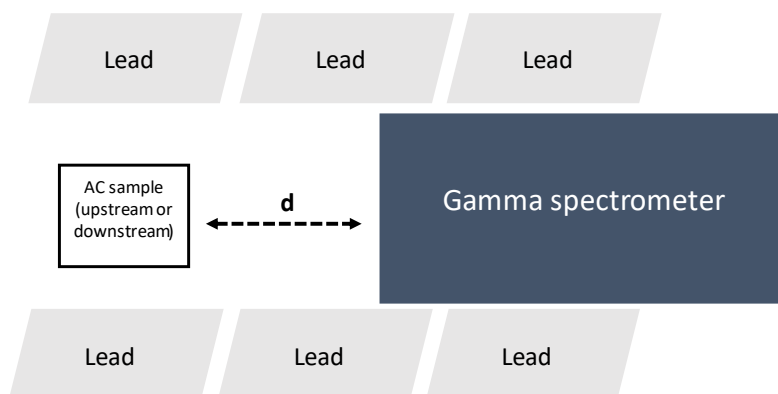 Lead Lead Lead
AC sample
(upstream or
downstream)
d
Gamma spectrometer
Lead Lead Lead